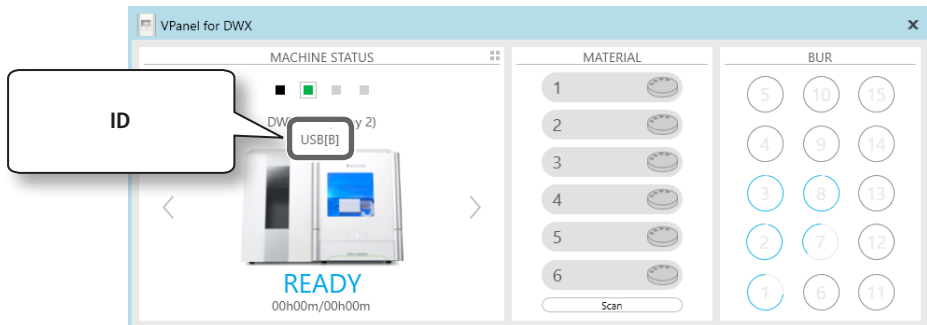 VPanel for DWX
x
MACHINE STATUS
DW
y 2)
USB[B]
ID
READY
00h00m/00h00m
MATERIAL
1
2
3
4
5
6
Scan
BUR
5 10 15
4 9 14
3 8 13
2 7 12
1 6 11